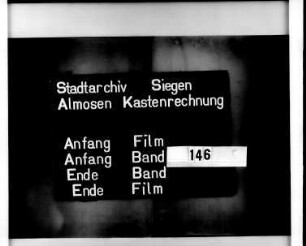 Stadtarchiv Siegen
Almosen Kastenrechnung
Anfang Film
Anfang Band 146
Ende Band
Ende Film